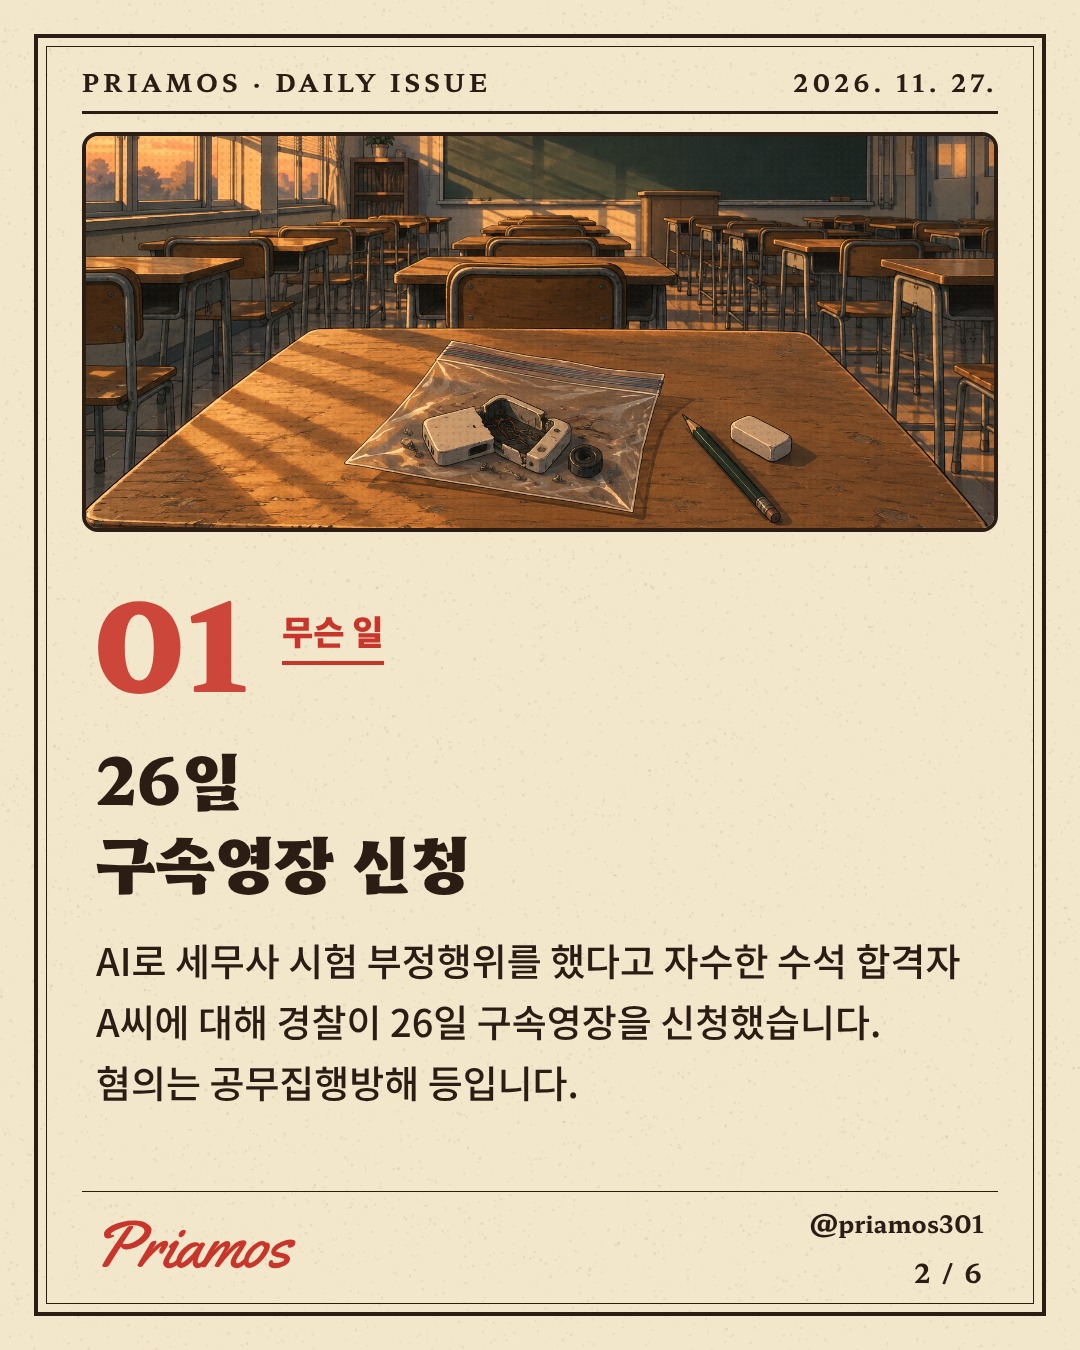 PRIAMOS · DAILY ISSUE
2026. 11. 27.
01
무슨 일
26일
구속영장 신청
AI로 세무사 시험 부정행위를 했다고 자수한 수석 합격자
A씨에 대해 경찰이 26일 구속영장을 신청했습니다.
혐의는 공무집행방해 등입니다.
Priamos
@priamos301
2 / 6